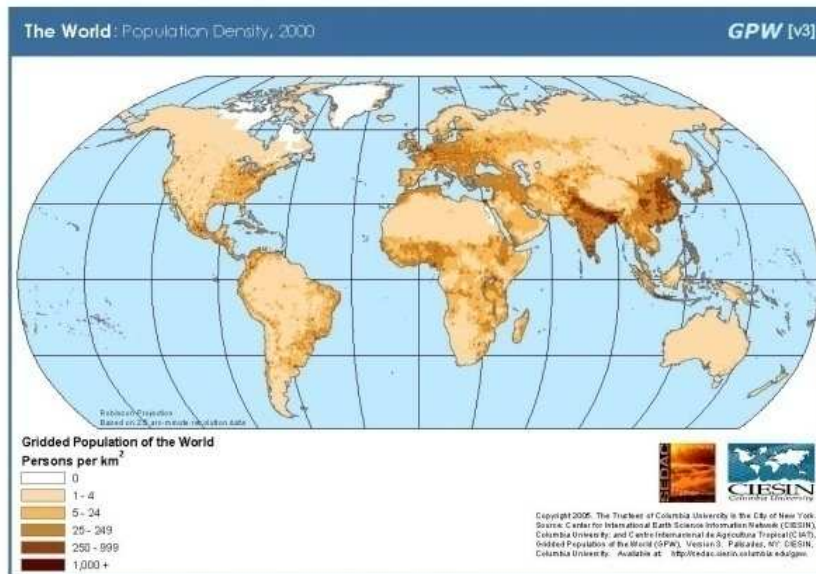 The World: Population Density, 2000
GPW [v3]
Robinson Projection
Based on 2.5 arc-minute resolution data
Gridded Population of the World
Persons per km²
0
1 - 4
5 - 24
25 - 249
250 - 999
1,000 +
SEDAC
CIESIN
Columbia University
Copyright 2005. The Trustees of Columbia University in the City of New York.
Source: Center for International Earth Science Information Network (CIESIN),
Columbia University; and Centro Internacional de Agricultura Tropical (CIAT),
Gridded Population of the World (GPW), Version 3. Palisades, NY: CIESIN,
Columbia University. Available at: http://sedac.ciesin.columbia.edu/gpw.